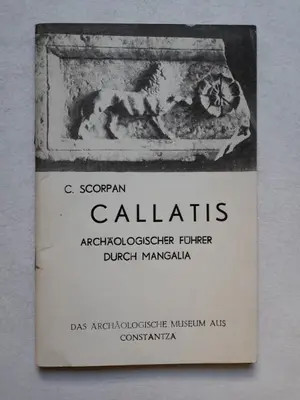 C. SCORPAN
CALLATIS
ARCHÄOLOGISCHER FÜHRER
DURCH MANGALIA
DAS ARCHÄOLOGISCHE MUSEUM AUS
CONSTANTZA